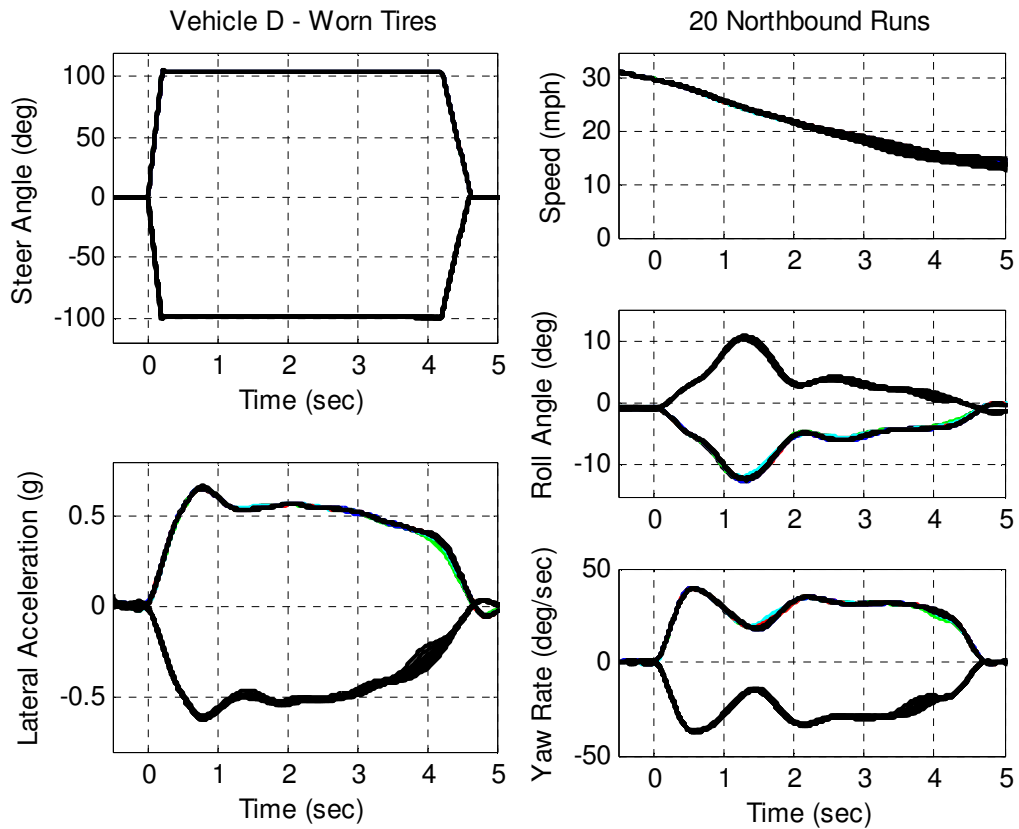 Vehicle D - Worn Tires
20 Northbound Runs
Steer Angle (deg)
100
50
0
-50
-100
0 1 2 3 4 5
Time (sec)
Lateral Acceleration (g)
0.5
0
-0.5
0 1 2 3 4 5
Time (sec)
Speed (mph)
30
20
10
0
0 1 2 3 4 5
Roll Angle (deg)
10
0
-10
0 1 2 3 4 5
Yaw Rate (deg/sec)
50
0
-50
0 1 2 3 4 5
Time (sec)